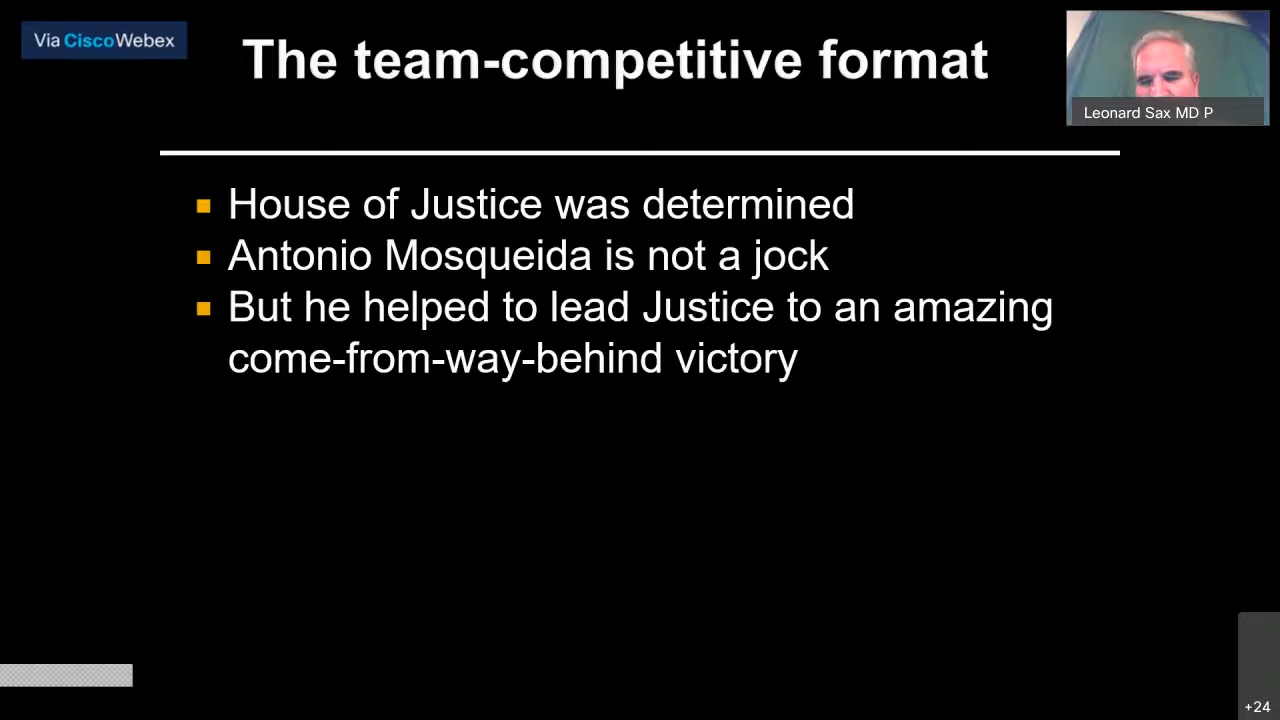 Via CiscoWebex
The team-competitive format
Leonard Sax MD P
House of Justice was determined
Antonio Mosqueida is not a jock
But he helped to lead Justice to an amazing
come-from-way-behind victory
+24